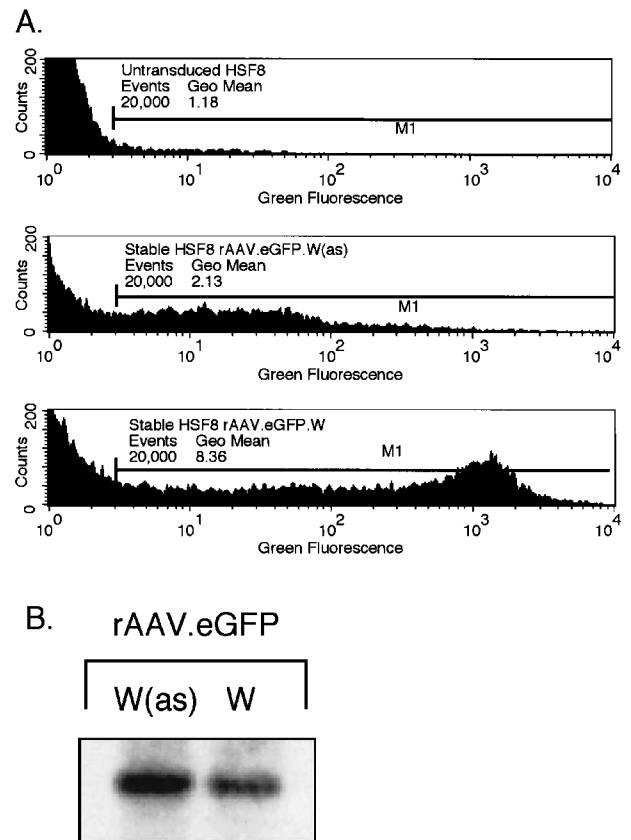 A.
Untransduced HSF8
Events Geo Mean
20,000 1.18
M1
Counts
200
0
10^0 10^1 10^2 10^3 10^4
Green Fluorescence
Stable HSF8 rAAV.eGFP.W(as)
Events Geo Mean
20,000 2.13
M1
Counts
200
0
10^0 10^1 10^2 10^3 10^4
Green Fluorescence
Stable HSF8 rAAV.eGFP.W
Events Geo Mean
20,000 8.36
M1
Counts
200
0
10^0 10^1 10^2 10^3 10^4
Green Fluorescence
B.
rAAV.eGFP
W(as) W